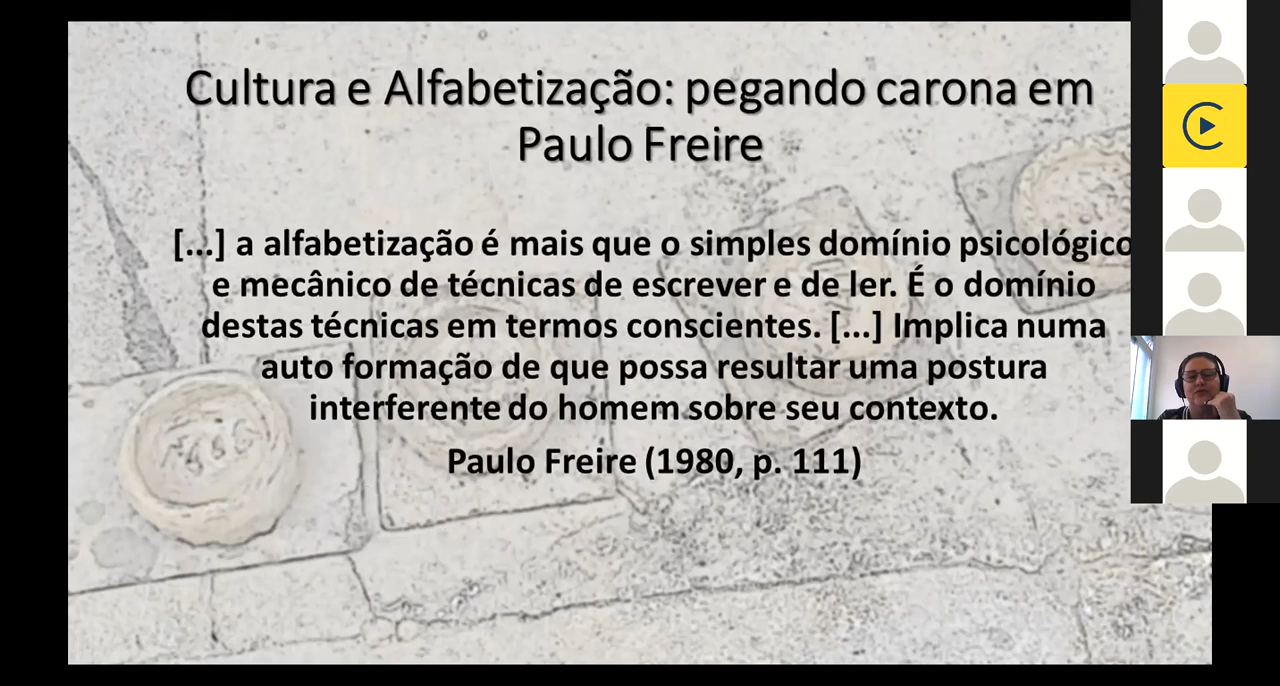 Cultura e Alfabetização: pegando carona em
Paulo Freire
[...] a alfabetização é mais que o simples domínio psicológico
e mecânico de técnicas de escrever e de ler. É o domínio
destas técnicas em termos conscientes. [...] Implica numa
auto formação de que possa resultar uma postura
interferente do homem sobre seu contexto.
Paulo Freire (1980, p. 111)